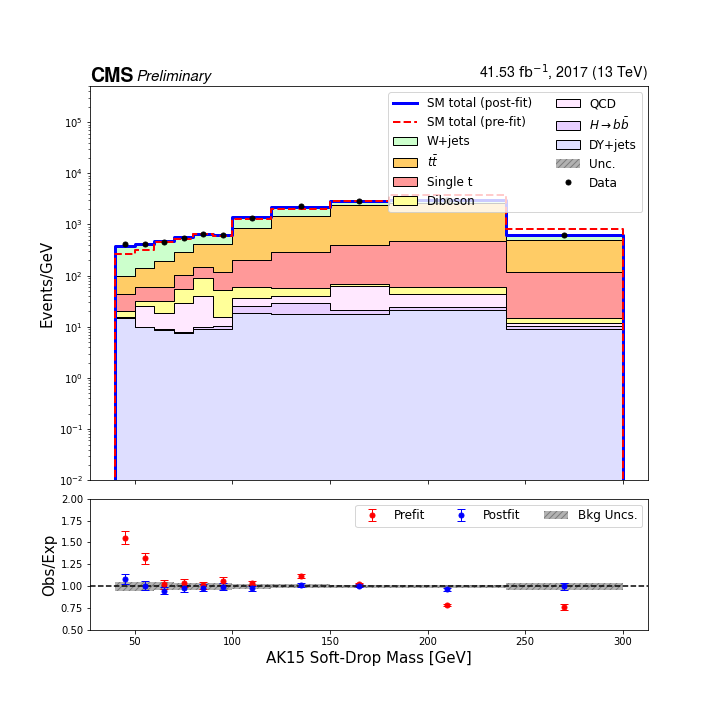 CMS Preliminary
41.53 fb⁻¹, 2017 (13 TeV)
SM total (post-fit)
SM total (pre-fit)
W+jets
tt̄
Single t
Diboson
QCD
H→bb̄
DY+jets
Unc.
Data
Events/GeV
10⁵
10⁴
10³
10²
10¹
10⁰
10⁻¹
10⁻²
Prefit
Postfit
Bkg Uncs.
Obs/Exp
2.00
1.75
1.50
1.25
1.00
0.75
0.50
50 100 150 200 250 300
AK15 Soft-Drop Mass [GeV]